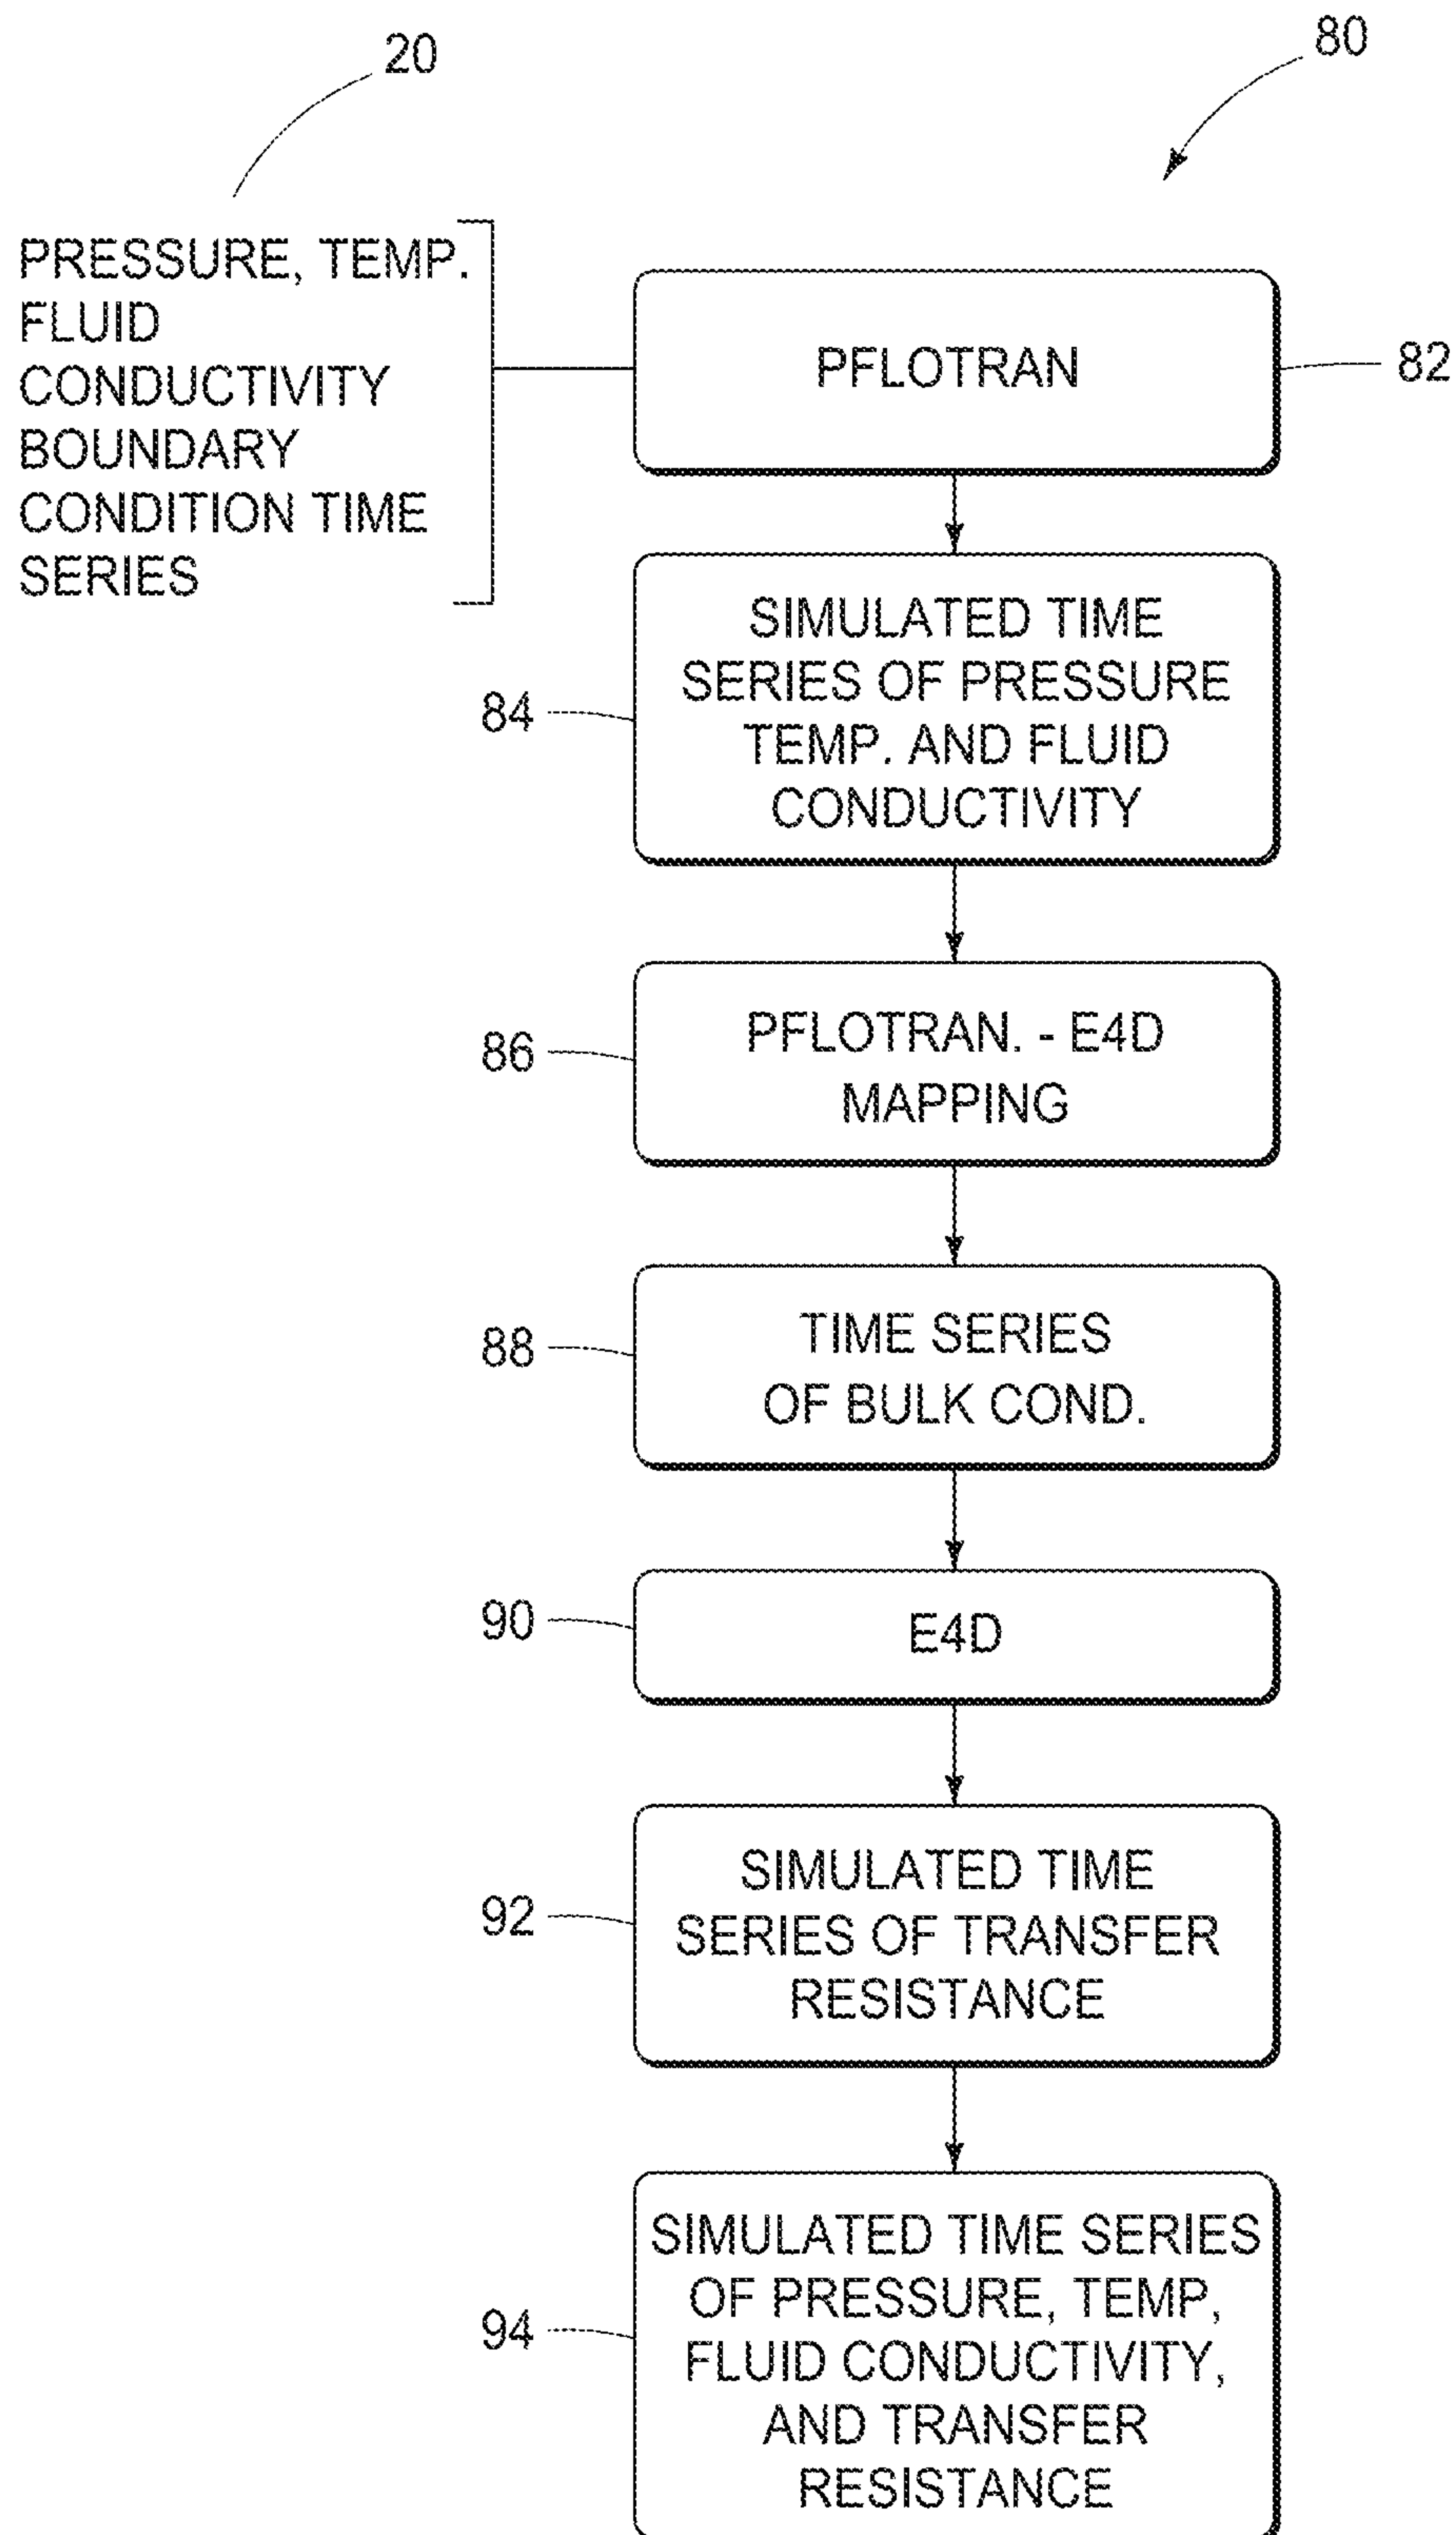 20
80
PRESSURE, TEMP.
FLUID
CONDUCTIVITY
BOUNDARY
CONDITION TIME
SERIES
PFLOTRAN
82
SIMULATED TIME
SERIES OF PRESSURE
TEMP. AND FLUID
CONDUCTIVITY
84
PFLOTRAN. - E4D
MAPPING
86
TIME SERIES
OF BULK COND.
88
E4D
90
SIMULATED TIME
SERIES OF TRANSFER
RESISTANCE
92
SIMULATED TIME SERIES
OF PRESSURE, TEMP,
FLUID CONDUCTIVITY,
AND TRANSFER
RESISTANCE
94